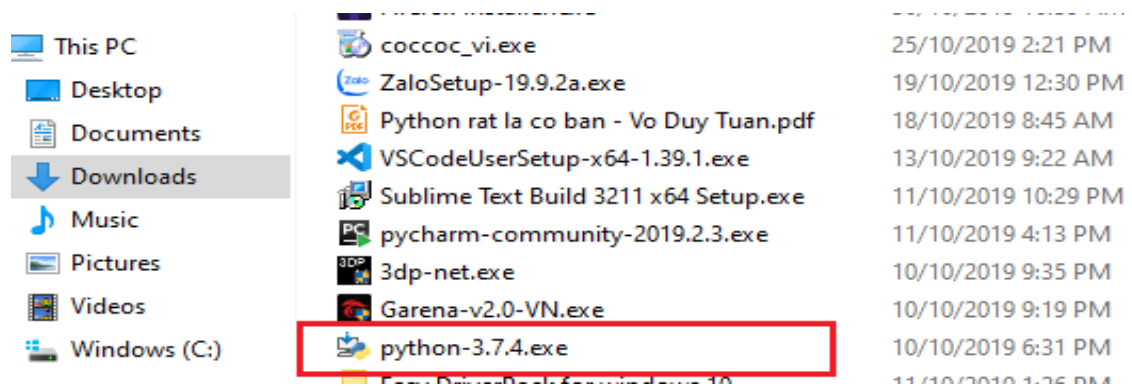 This PC
Desktop
Documents
Downloads
Music
Pictures
Videos
Windows (C:)
coccoc_vi.exe 25/10/2019 2:21 PM
ZaloSetup-19.9.2a.exe 19/10/2019 12:30 PM
Python rat la co ban - Vo Duy Tuan.pdf 18/10/2019 8:45 AM
VSCodeUserSetup-x64-1.39.1.exe 13/10/2019 9:22 AM
Sublime Text Build 3211 x64 Setup.exe 11/10/2019 10:29 PM
pycharm-community-2019.2.3.exe 11/10/2019 4:13 PM
3dp-net.exe 10/10/2019 9:35 PM
Garena-v2.0-VN.exe 10/10/2019 9:19 PM
python-3.7.4.exe 10/10/2019 6:31 PM